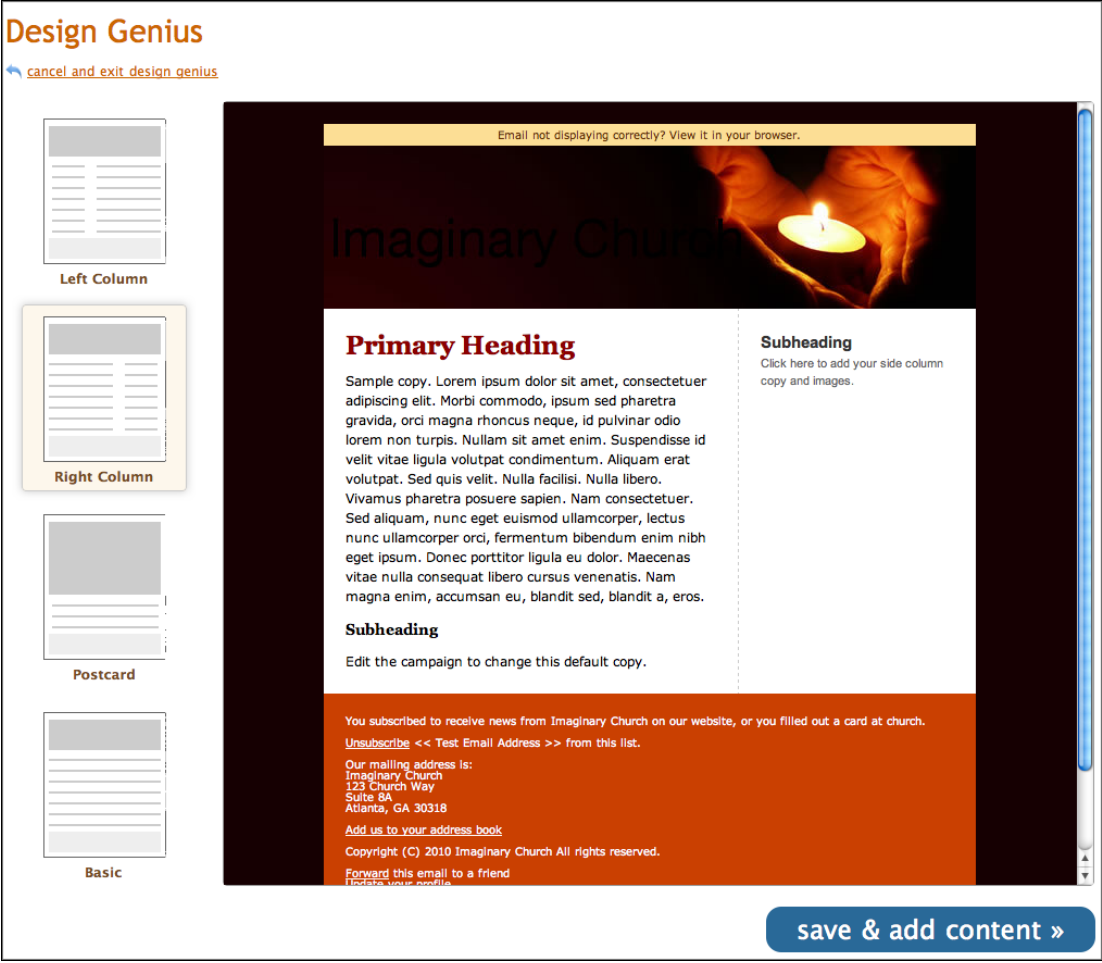 Design Genius
cancel and exit design genius
Left Column
Right Column
Postcard
Basic
Email not displaying correctly? View it in your browser.
Imaginary Church
Primary Heading
Sample copy. Lorem ipsum dolor sit amet, consectetuer
adipiscing elit. Morbi commodo, ipsum sed pharetra
gravida, orci magna rhoncus neque, id pulvinar odio
lorem non turpis. Nullam sit amet enim. Suspendisse id
velit vitae ligula volutpat condimentum. Aliquam erat
volutpat. Sed quis velit. Nulla facilisi. Nulla libero.
Vivamus pharetra posuere sapien. Nam consectetuer.
Sed aliquam, nunc eget euismod ullamcorper, lectus
nunc ullamcorper orci, fermentum bibendum enim nibh
eget ipsum. Donec porttitor ligula eu dolor. Maecenas
vitae nulla consequat libero cursus venenatis. Nam
magna enim, accumsan eu, blandit sed, blandit a, eros.
Subheading
Edit the campaign to change this default copy.
Subheading
Click here to add your side column
copy and images.
You subscribed to receive news from Imaginary Church on our website, or you filled out a card at church.
Unsubscribe << Test Email Address >> from this list.
Our mailing address is:
Imaginary Church
123 Church Way
Suite 8A
Atlanta, GA 30318
Add us to your address book
Copyright (C) 2010 Imaginary Church All rights reserved.
Forward this email to a friend
Update your profile
save & add content »